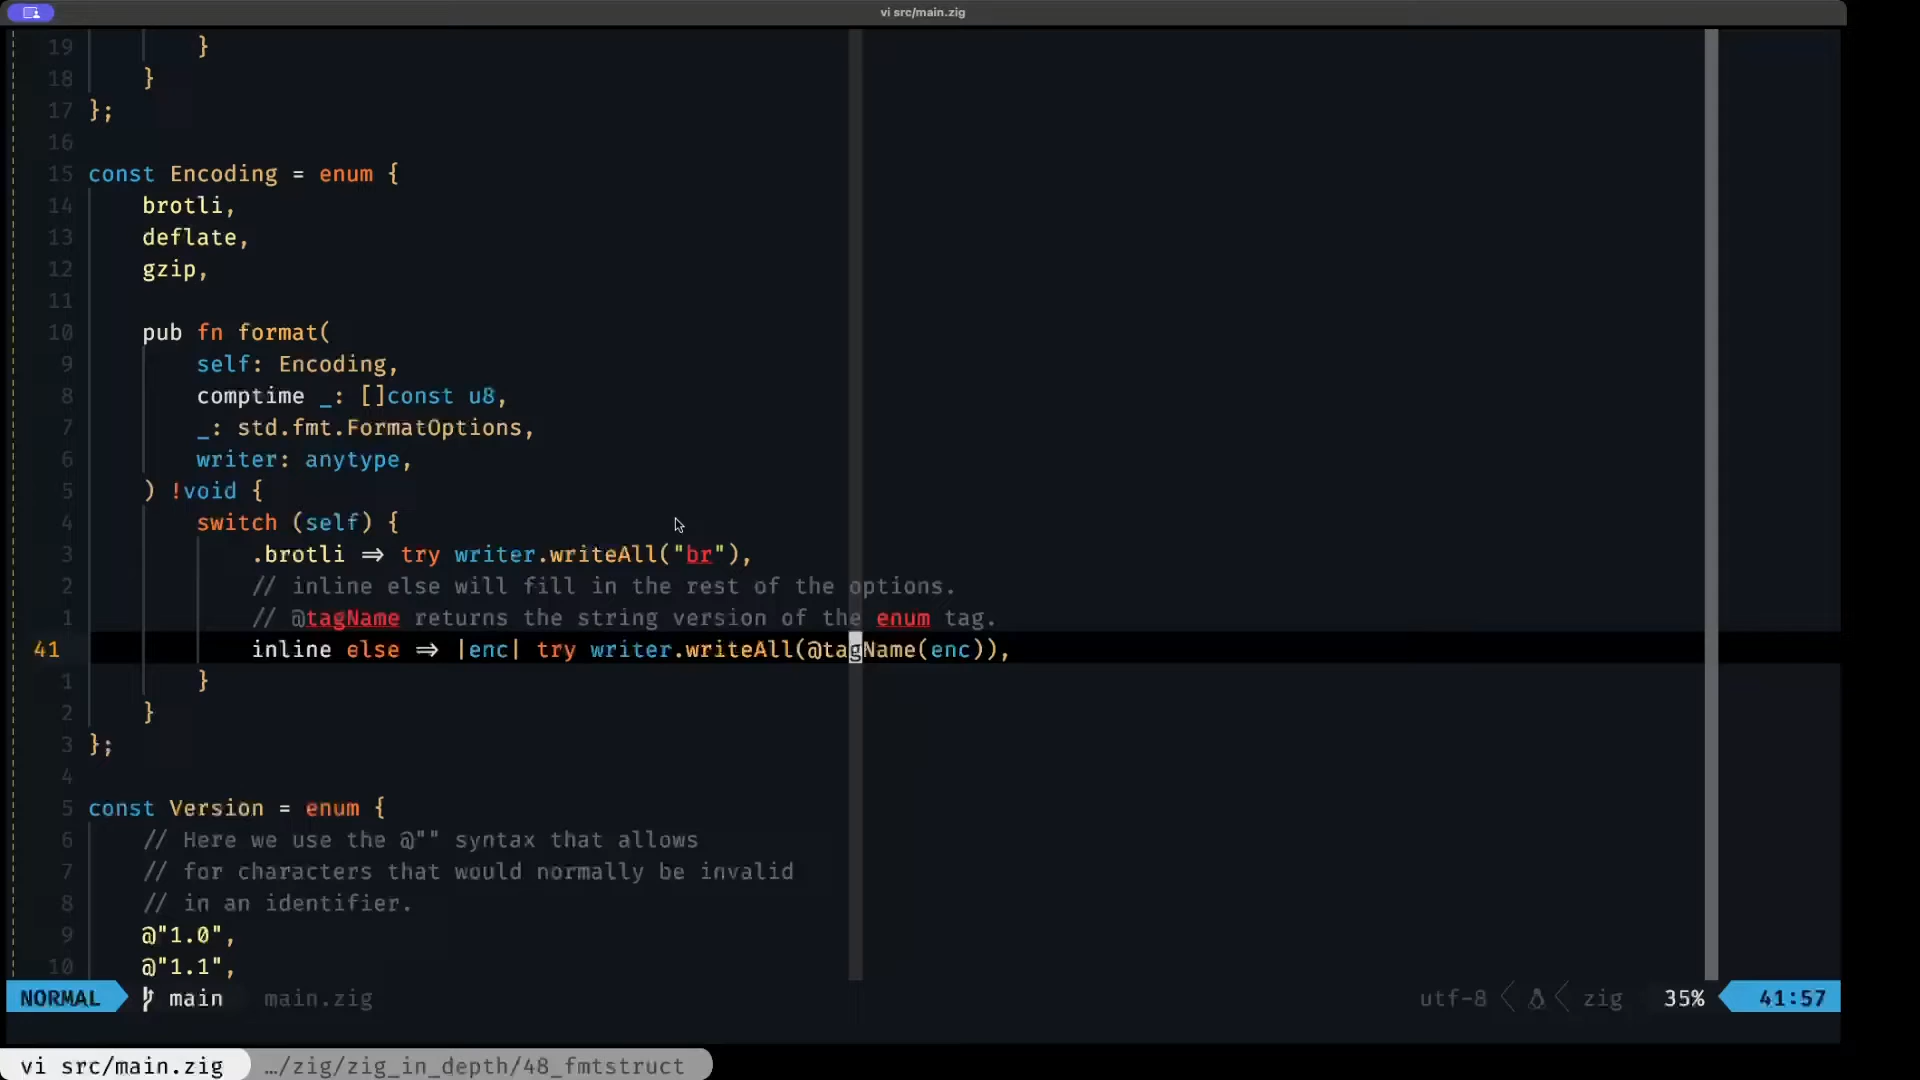 vi src/main.zig
19 }
18 }
17 };
16
15 const Encoding = enum {
14 brotli,
13 deflate,
12 gzip,
11
10 pub fn format(
9 self: Encoding,
8 comptime _: []const u8,
7 _: std.fmt.FormatOptions,
6 writer: anytype,
5 ) !void {
4 switch (self) {
3 .brotli => try writer.writeAll("br"),
2 // inline else will fill in the rest of the options.
1 // @tagName returns the string version of the enum tag.
41 inline else => |enc| try writer.writeAll(@tagName(enc)),
1 }
2 }
3 };
4
5 const Version = enum {
6 // Here we use the @"" syntax that allows
7 // for characters that would normally be invalid
8 // in an identifier.
9 @"1.0",
10 @"1.1",
NORMAL main main.zig utf-8 zig 35% 41:57
vi src/main.zig …/zig/zig_in_depth/48_fmtstruct